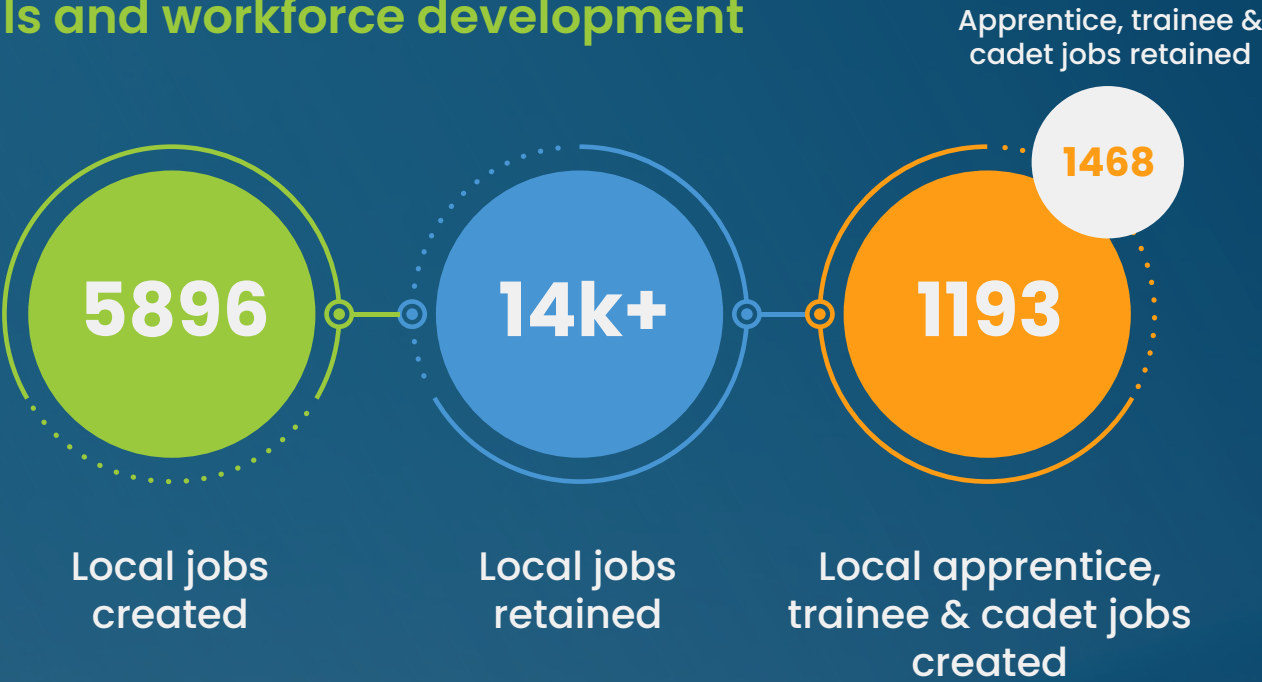 ls and workforce development
Apprentice, trainee &
cadet jobs retained
1468
5896
14k+
1193
Local jobs
created
Local jobs
retained
Local apprentice,
trainee & cadet jobs
created